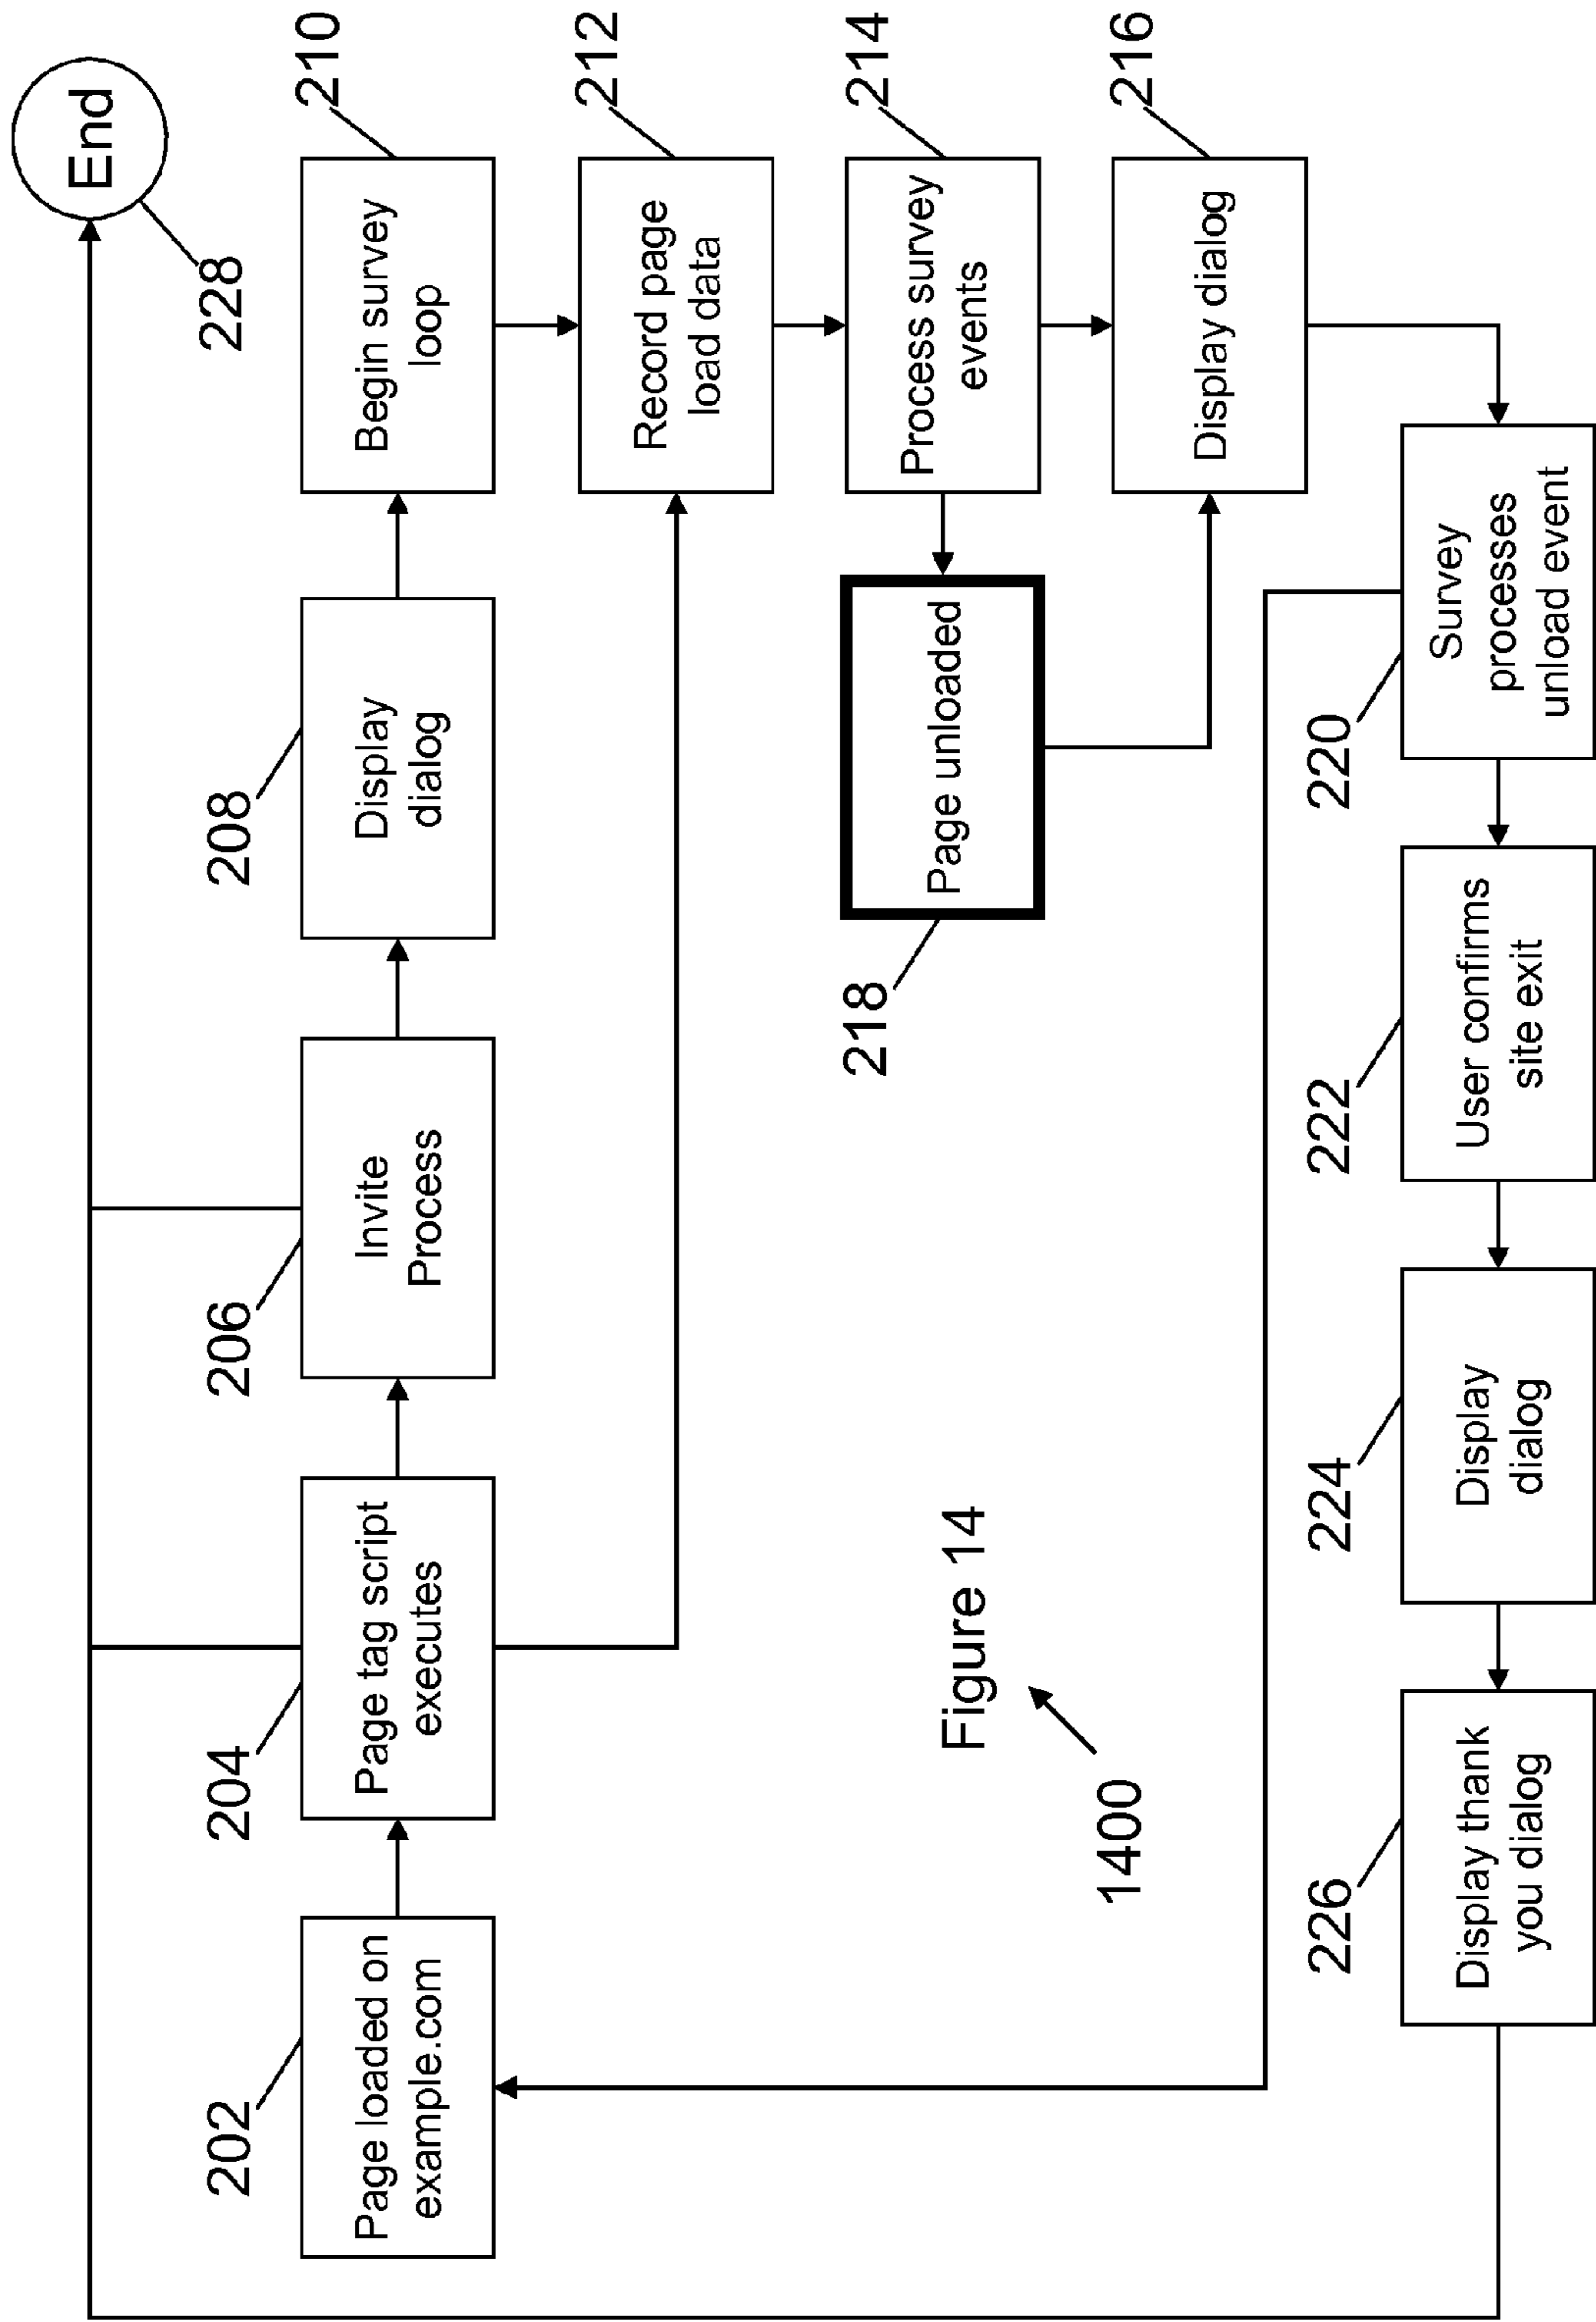 End
228
202
Page loaded on
example.com
204
Page tag script
executes
206
Invite
Process
208
Display
dialog
210
Begin survey
loop
212
Record page
load data
214
Process survey
events
218
Page unloaded
216
Display dialog
Figure 14
1400
220
Survey
processes
unload event
222
User confirms
site exit
224
Display
dialog
226
Display thank
you dialog